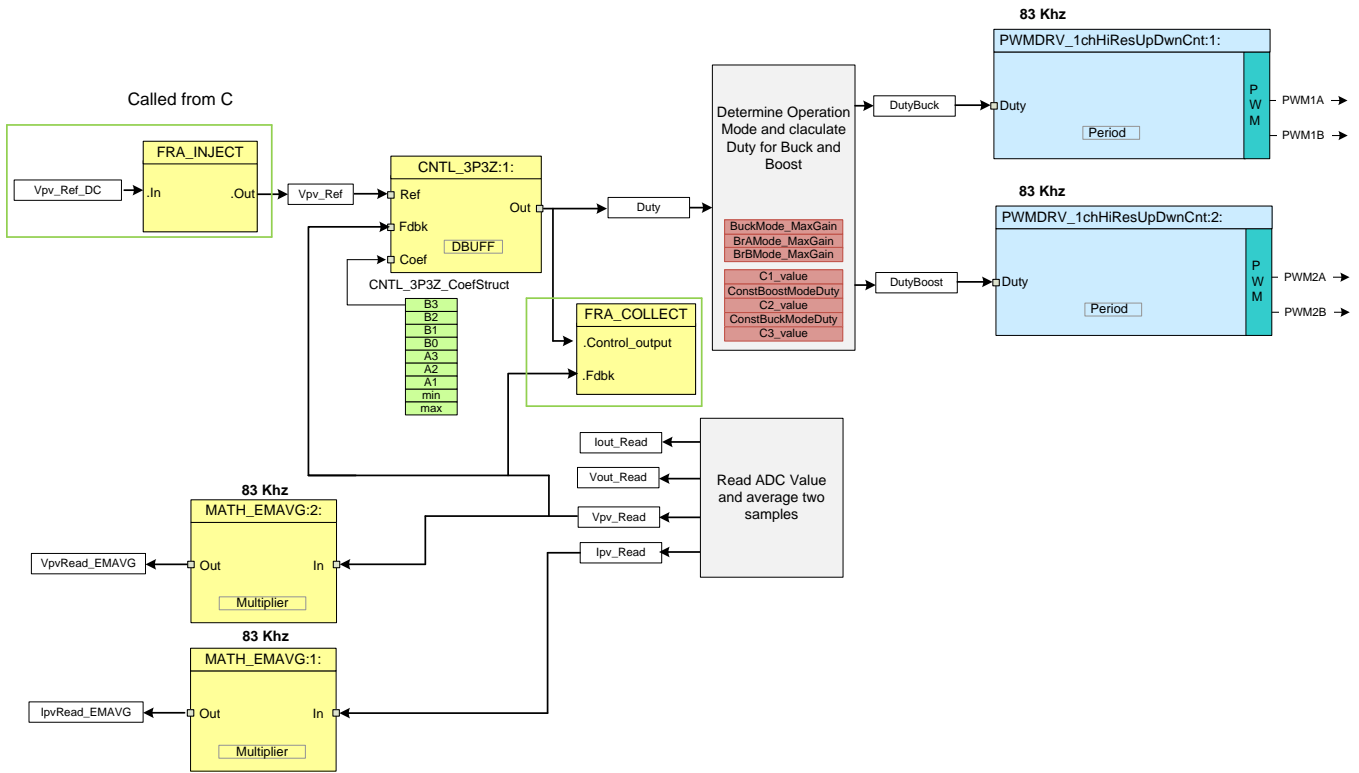 83 Khz
PWMDRV_1chHiResUpDwnCnt:1:
Duty
Period
P
W
M
PWM1A
PWM1B
Called from C
FRA_INJECT
Vpv_Ref_DC
.In
.Out
Vpv_Ref
CNTL_3P3Z:1:
Ref
Fdbk
Coef
Out
DBUFF
Duty
Determine Operation
Mode and claculate
Duty for Buck and
Boost
BuckMode_MaxGain
BrAMode_MaxGain
BrBMode_MaxGain
C1_value
ConstBoostModeDuty
C2_value
ConstBuckModeDuty
C3_value
DutyBuck
DutyBoost
83 Khz
PWMDRV_1chHiResUpDwnCnt:2:
Duty
Period
P
W
M
PWM2A
PWM2B
CNTL_3P3Z_CoefStruct
B3
B2
B1
B0
A3
A2
A1
min
max
FRA_COLLECT
.Control_output
.Fdbk
Iout_Read
Vout_Read
Vpv_Read
Ipv_Read
Read ADC Value
and average two
samples
83 Khz
MATH_EMAVG:2:
VpvRead_EMAVG
Out
In
Multiplier
83 Khz
MATH_EMAVG:1:
IpvRead_EMAVG
Out
In
Multiplier